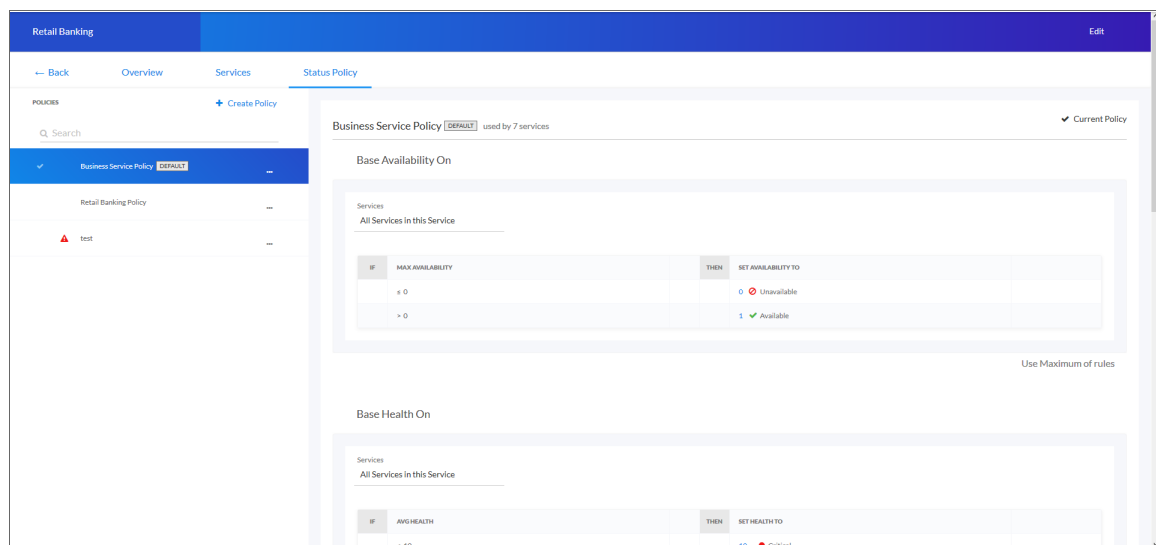 Retail Banking
Edit
← Back Overview Services Status Policy
POLICIES
+ Create Policy
Search
Business Service Policy DEFAULT ...
Retail Banking Policy ...
test ...
Business Service Policy DEFAULT used by 7 services
✔ Current Policy
Base Availability On
Services
All Services in this Service
IF MAX AVAILABILITY THEN SET AVAILABILITY TO
≤ 0 0 Unavailable
> 0 1 Available
Use Maximum of rules
Base Health On
Services
All Services in this Service
IF AVG HEALTH THEN SET HEALTH TO
Critical